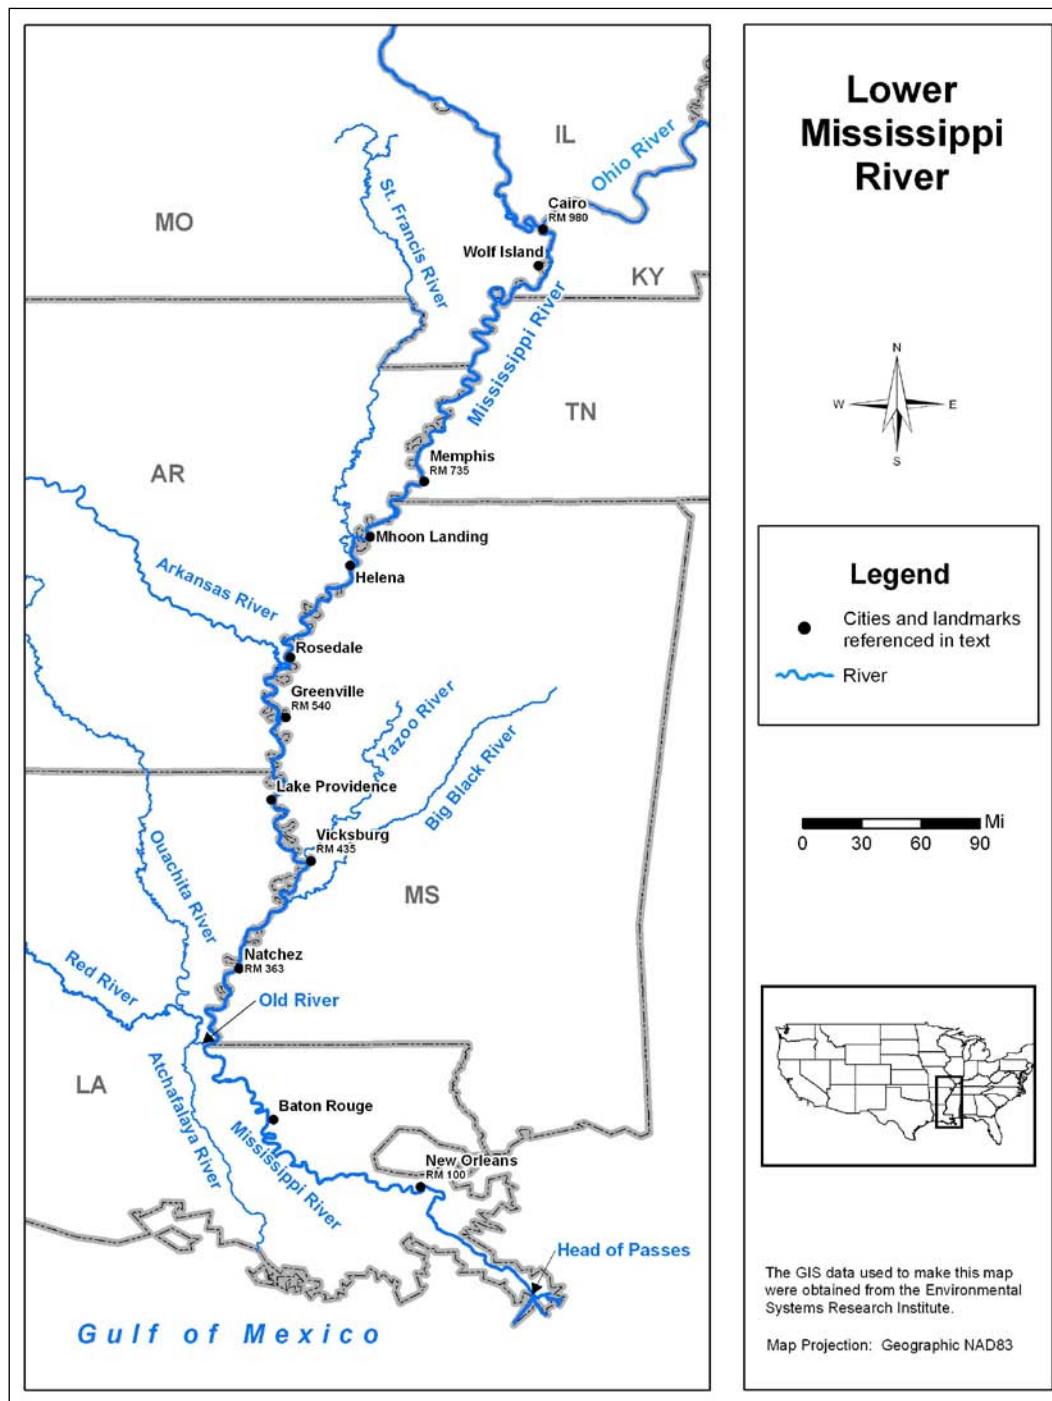 Lower
Mississippi
River
IL
Ohio River
MO
St. Francis River
Cairo
RM 980
Wolf Island
KY
Mississippi River
TN
AR
Memphis
RM 735
Mhoon Landing
Helena
Arkansas River
Rosedale
Greenville
RM 540
Yazoo River
Big Black River
Lake Providence
Vicksburg
RM 435
Ouachita River
MS
Natchez
RM 363
Red River
Old River
LA
Atchafalaya River
Baton Rouge
Mississippi River
New Orleans
RM 100
Head of Passes
Gulf of Mexico
N
W
E
S
Legend
Cities and landmarks
referenced in text
River
Mi
0 30 60 90
The GIS data used to make this map
were obtained from the Environmental
Systems Research Institute.
Map Projection: Geographic NAD83